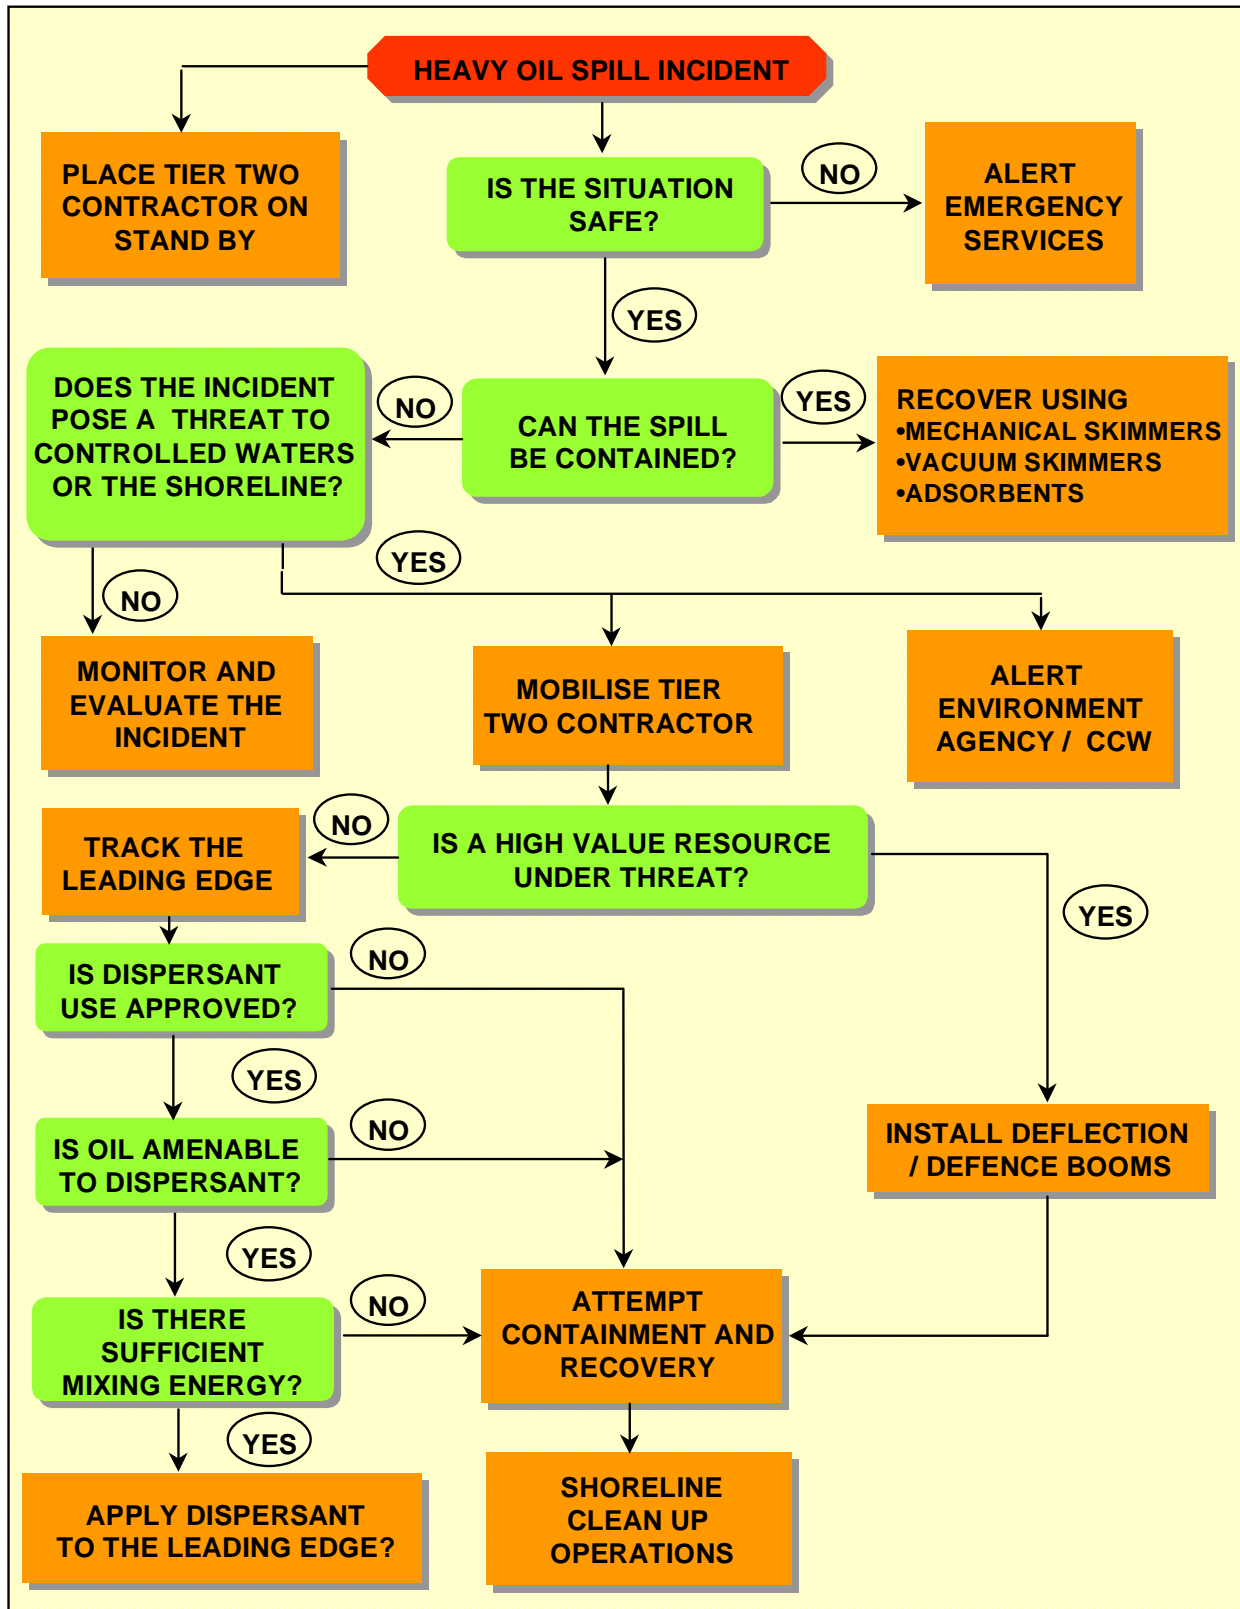 HEAVY OIL SPILL INCIDENT
PLACE TIER TWO
CONTRACTOR ON
STAND BY
IS THE SITUATION
SAFE?
NO
ALERT
EMERGENCY
SERVICES
YES
DOES THE INCIDENT
POSE A THREAT TO
CONTROLLED WATERS
OR THE SHORELINE?
NO
CAN THE SPILL
BE CONTAINED?
YES
RECOVER USING
•MECHANICAL SKIMMERS
•VACUUM SKIMMERS
•ADSORBENTS
YES
NO
MONITOR AND
EVALUATE THE
INCIDENT
MOBILISE TIER
TWO CONTRACTOR
ALERT
ENVIRONMENT
AGENCY / CCW
TRACK THE
LEADING EDGE
NO
IS A HIGH VALUE RESOURCE
UNDER THREAT?
YES
IS DISPERSANT
USE APPROVED?
NO
YES
IS OIL AMENABLE
TO DISPERSANT?
NO
INSTALL DEFLECTION
/ DEFENCE BOOMS
YES
IS THERE
SUFFICIENT
MIXING ENERGY?
NO
ATTEMPT
CONTAINMENT AND
RECOVERY
YES
APPLY DISPERSANT
TO THE LEADING EDGE?
SHORELINE
CLEAN UP
OPERATIONS